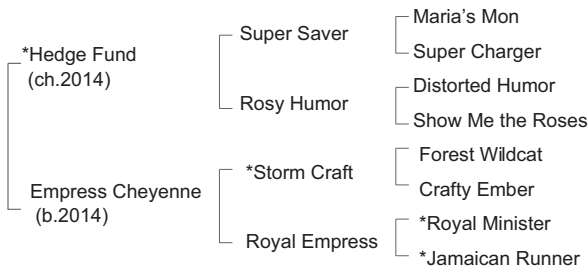 *Hedge Fund
(ch.2014)
Empress Cheyenne
(b.2014)
Super Saver
Rosy Humor
*Storm Craft
Royal Empress
Maria's Mon
Super Charger
Distorted Humor
Show Me the Roses
Forest Wildcat
Crafty Ember
*Royal Minister
*Jamaican Runner